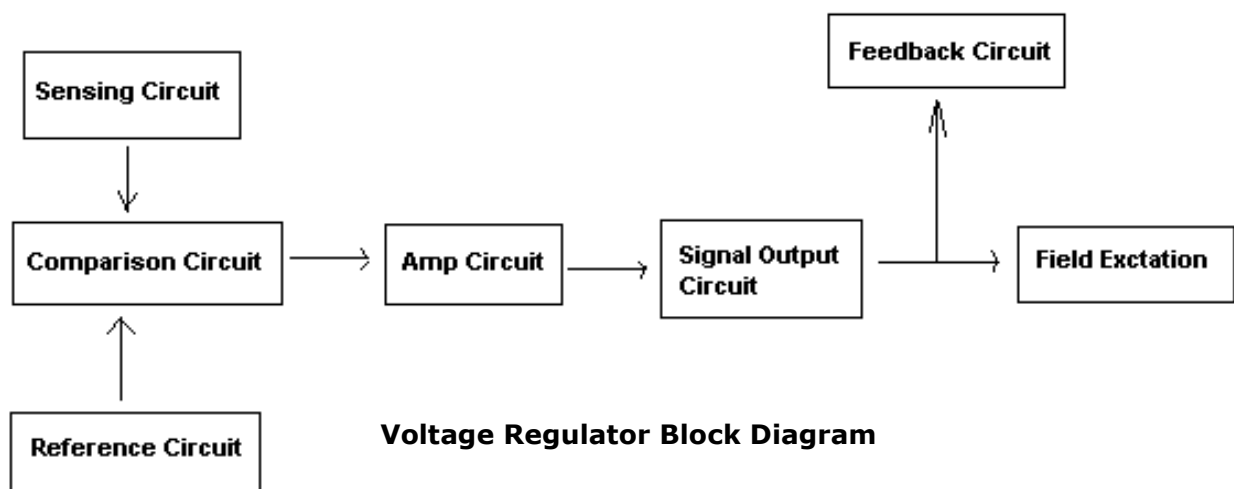 Feedback Circuit
Sensing Circuit
Comparison Circuit
Amp Circuit
Signal Output
Circuit
Field Exctation
Reference Circuit
Voltage Regulator Block Diagram